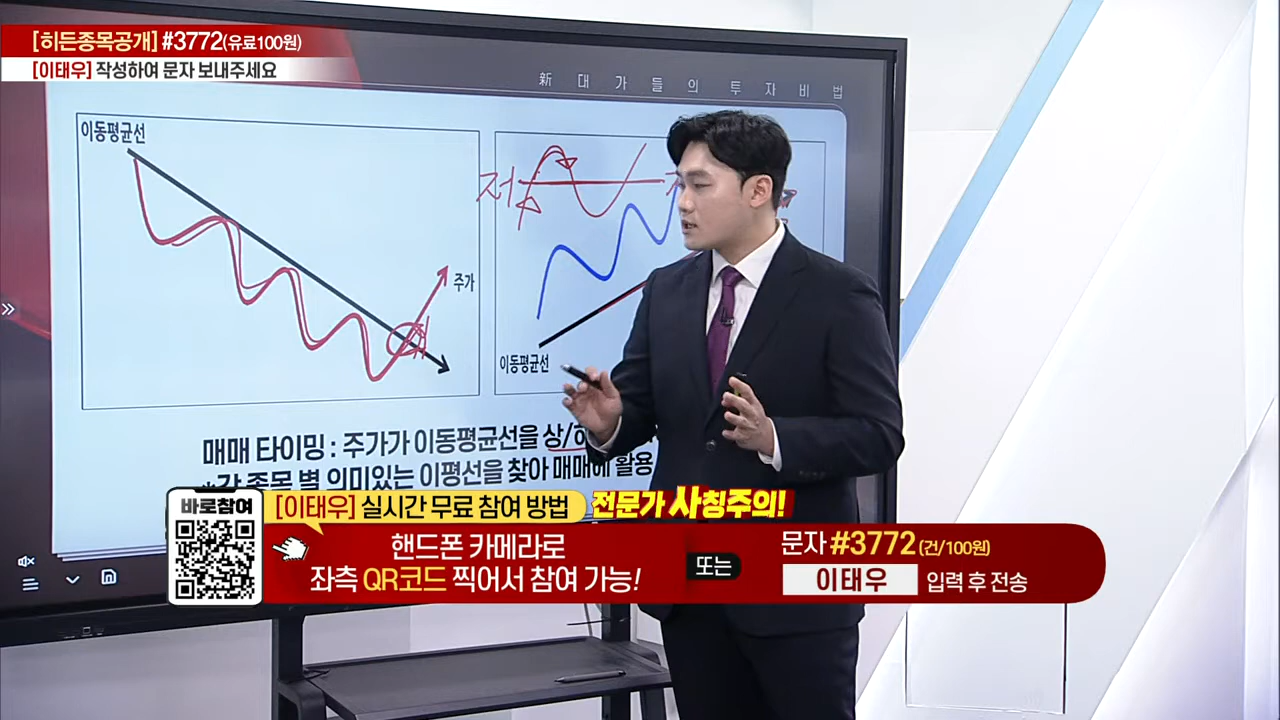 [히든종목공개] #3772(유료100원)
[이태우] 작성하여 문자 보내주세요
新 대 가 들 의 투 자 비 법
이동평균선
주가
저
이동평균선
매매 타이밍 : 주가가 이동평균선을 상/하
*각 종목 별 의미있는 이평선을 찾아 매매에 활용
바로참여
[이태우] 실시간 무료 참여 방법
전문가 사칭주의!
핸드폰 카메라로
좌측 QR코드 찍어서 참여 가능!
또는
문자 #3772 (건/100원)
이태우 입력 후 전송